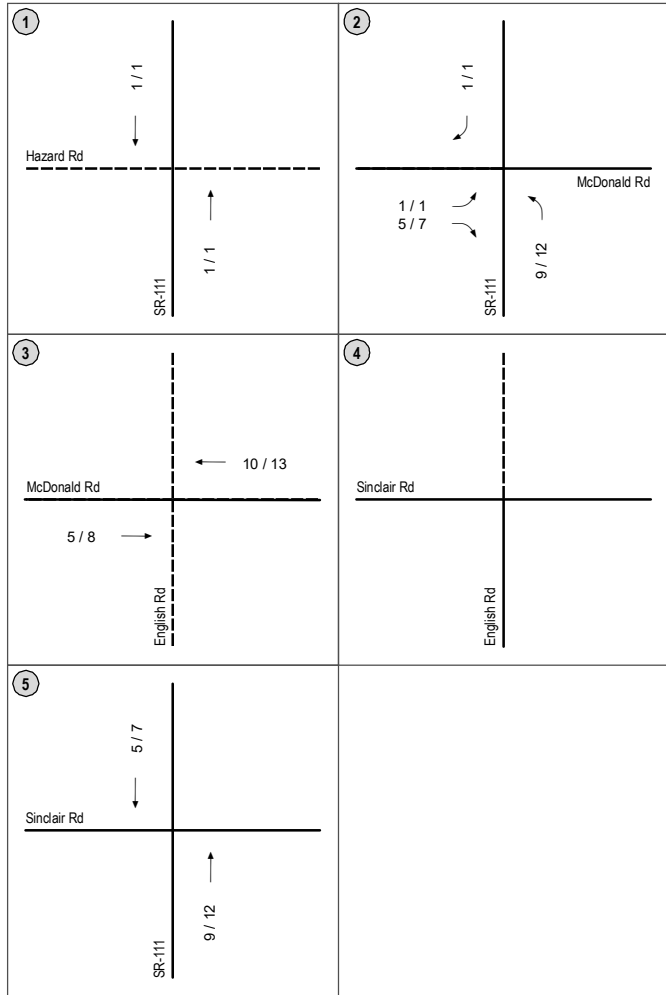 1
1 / 1
Hazard Rd
1 / 1
SR-111
2
1 / 1
McDonald Rd
1 / 1
5 / 7
9 / 12
SR-111
3
10 / 13
McDonald Rd
5 / 8
English Rd
4
Sinclair Rd
English Rd
5
5 / 7
Sinclair Rd
9 / 12
SR-111